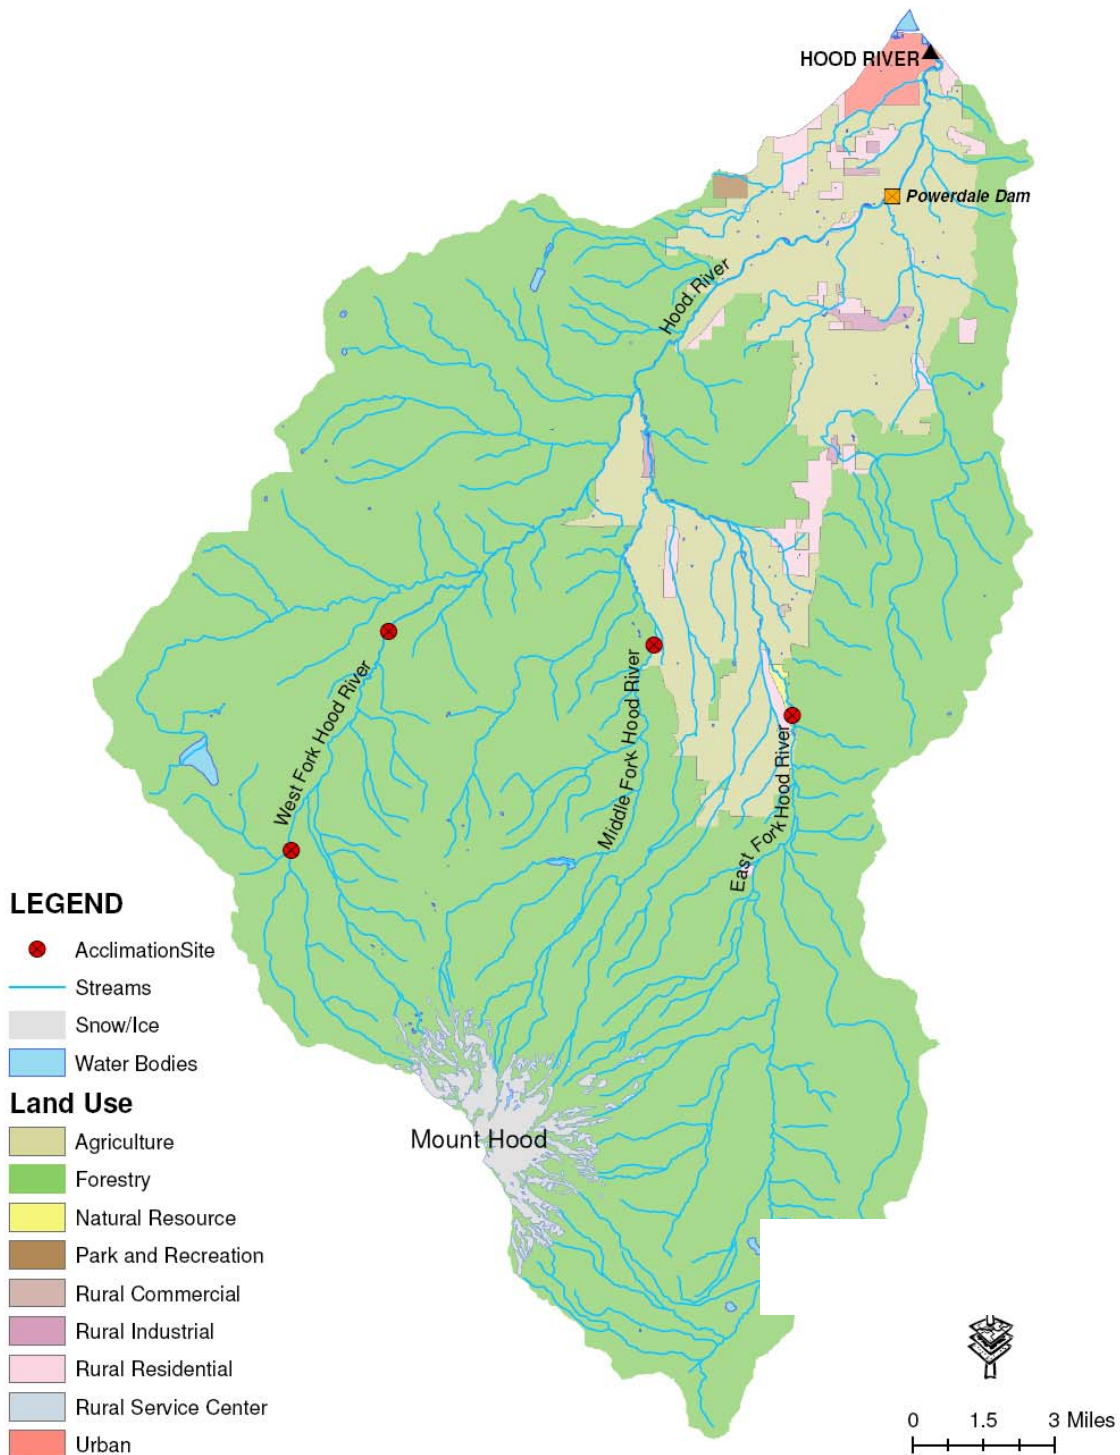 HOOD RIVER
Powerdale Dam
Hood River
West Fork Hood River
Middle Fork Hood River
East Fork Hood River
Mount Hood
LEGEND
AcclimationSite
Streams
Snow/Ice
Water Bodies
Land Use
Agriculture
Forestry
Natural Resource
Park and Recreation
Rural Commercial
Rural Industrial
Rural Residential
Rural Service Center
Urban
0 1.5 3 Miles